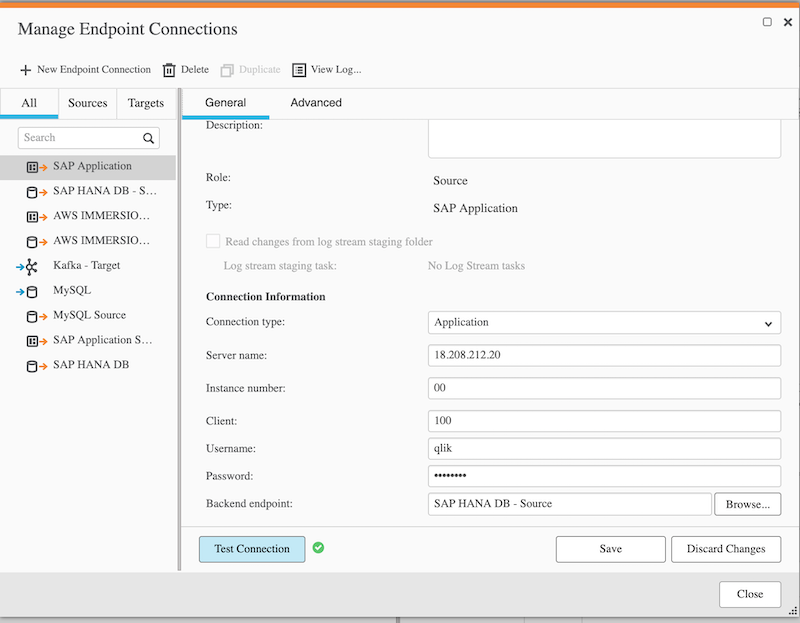 Manage Endpoint Connections
New Endpoint Connection Delete Duplicate View Log...
All Sources Targets
General Advanced
Search
SAP Application
SAP HANA DB - S...
AWS IMMERSIO...
AWS IMMERSIO...
Kafka - Target
MySQL
MySQL Source
SAP Application S...
SAP HANA DB
Description:
Role: Source
Type: SAP Application
Read changes from log stream staging folder
Log stream staging task: No Log Stream tasks
Connection Information
Connection type: Application
Server name: 18.208.212.20
Instance number: 00
Client: 100
Username: qlik
Password: ••••••••
Backend endpoint: SAP HANA DB - Source Browse...
Test Connection Save Discard Changes
Close